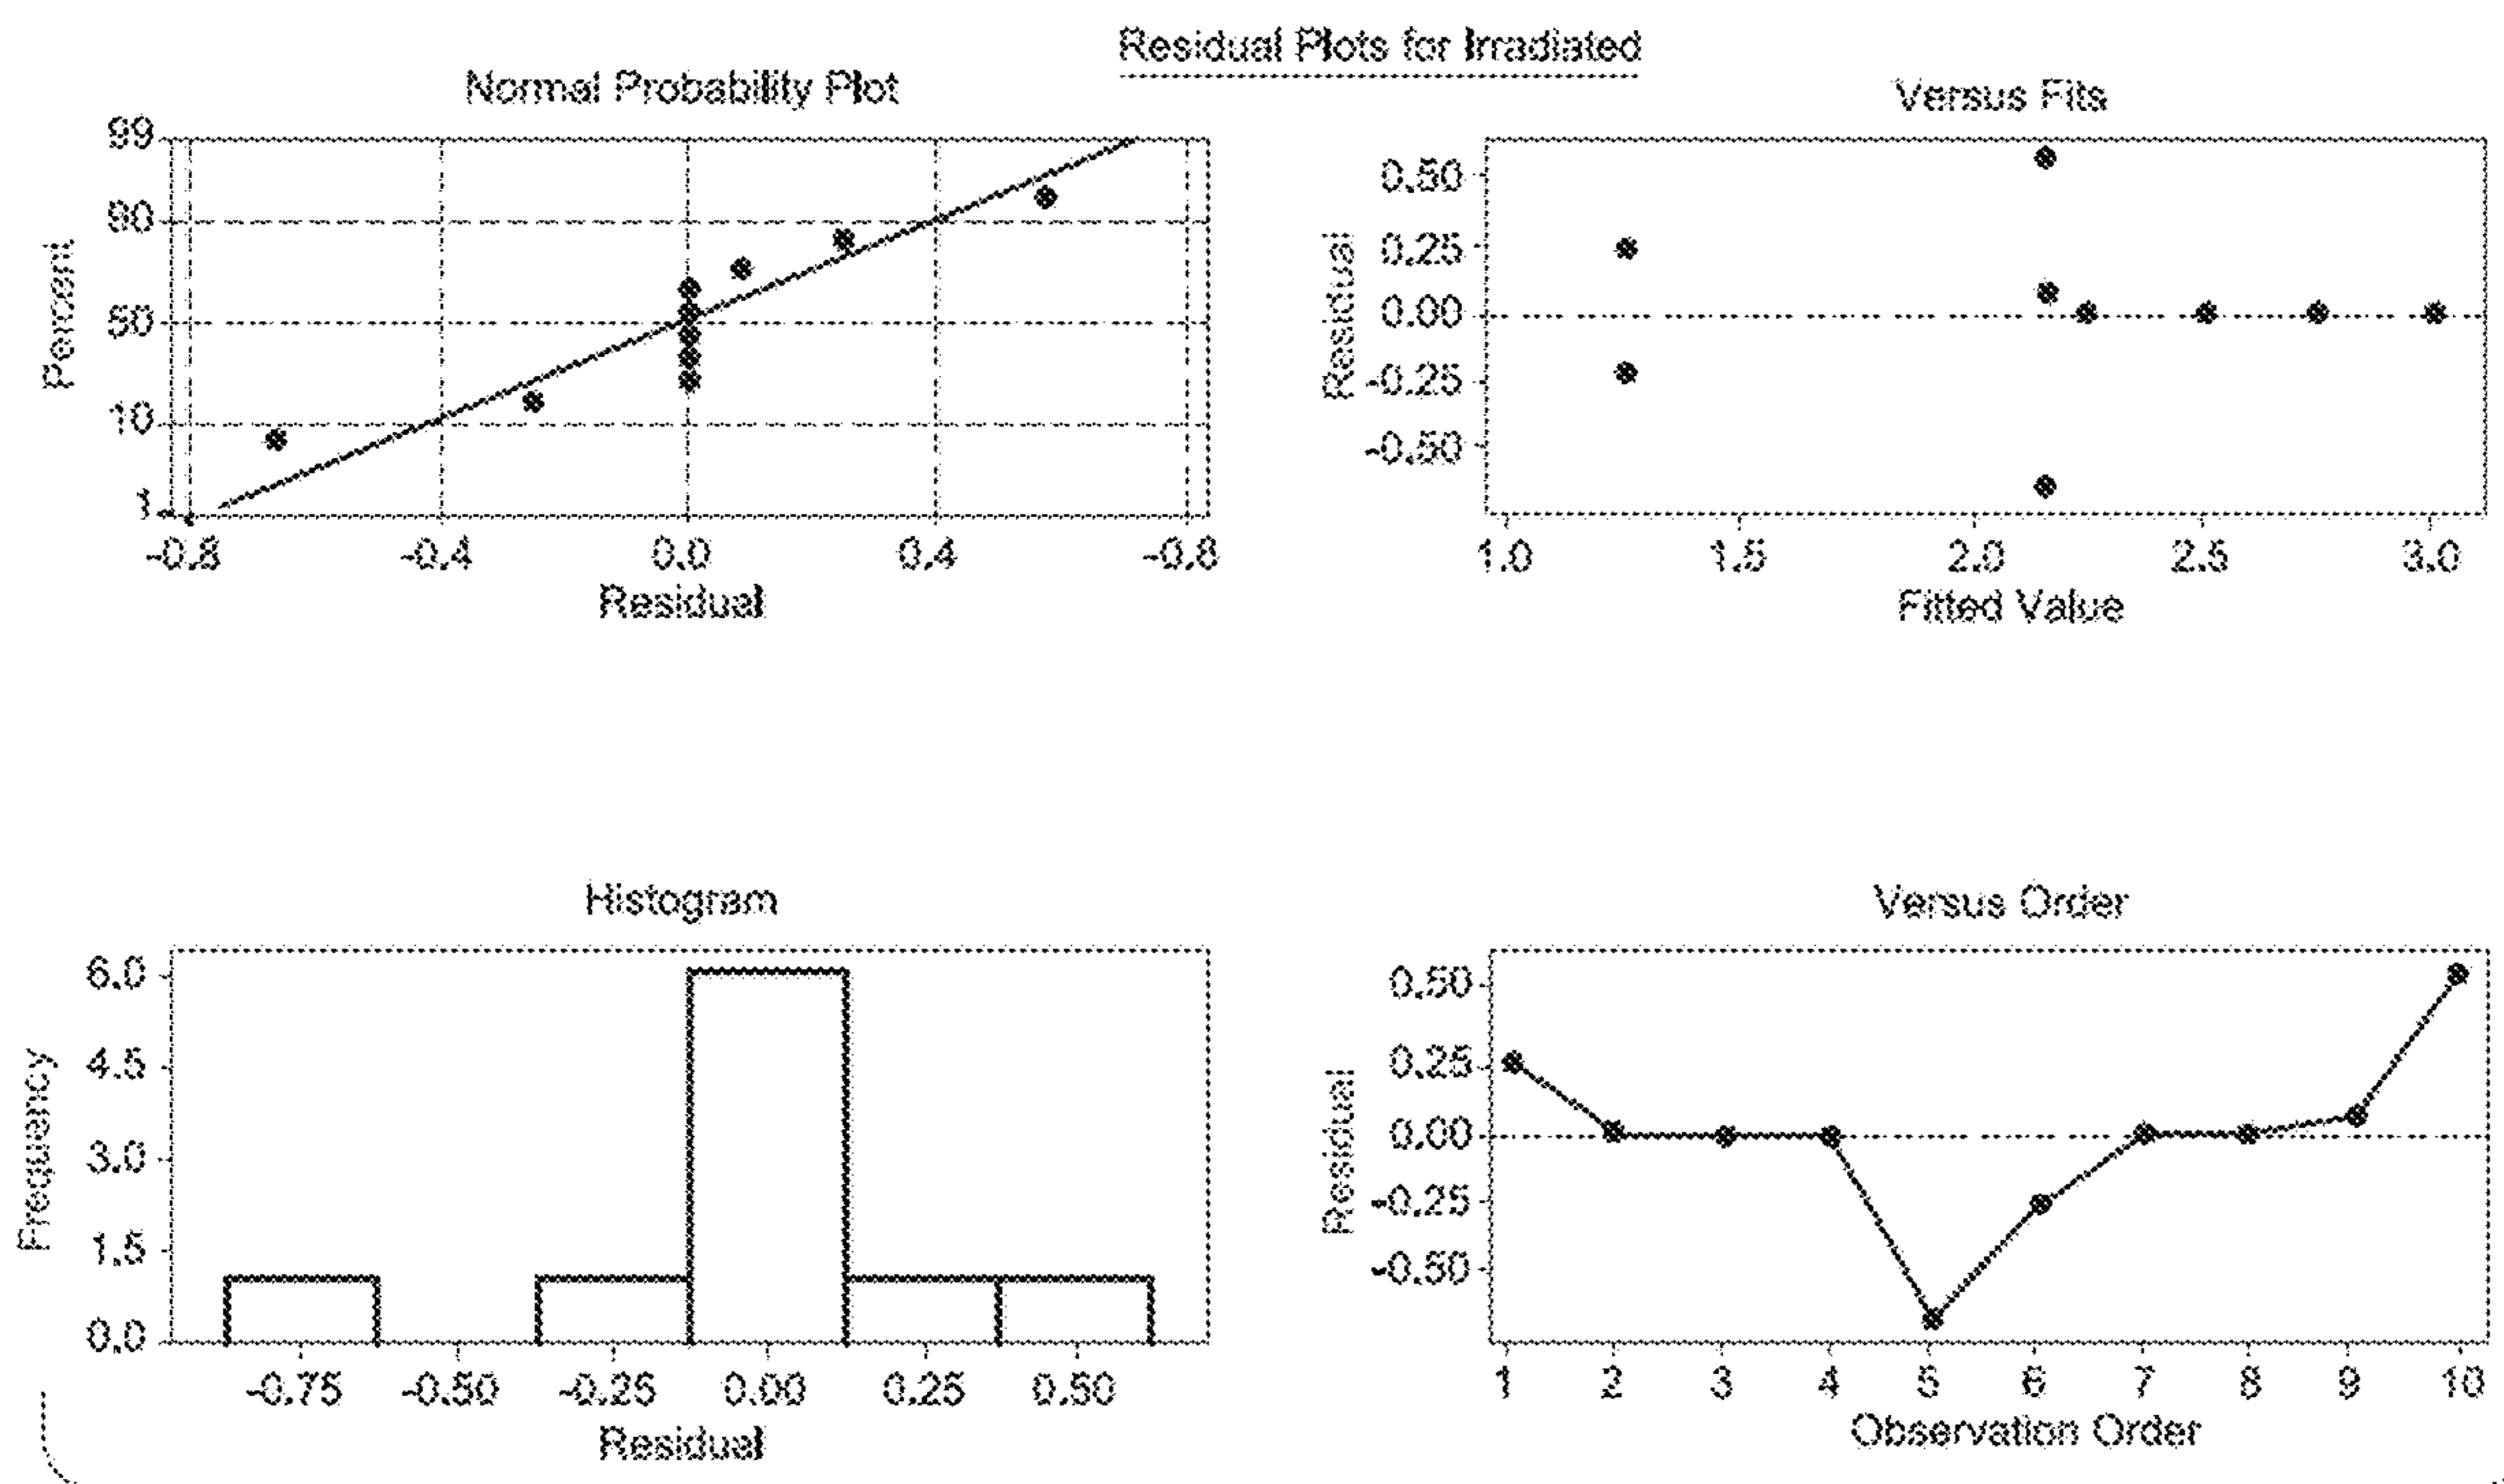 Residual Plots for Irradiated
Normal Probability Plot
Percent
99
90
50
10
1
-0.8 -0.4 0.0 0.4 -0.8
Residual
Versus Fits
Residual
0.50
0.25
0.00
-0.25
-0.50
1.0 1.5 2.0 2.5 3.0
Fitted Value
Histogram
Frequency
6.0
4.5
3.0
1.5
0.0
-0.75 -0.50 -0.25 0.00 0.25 0.50
Residual
Versus Order
Residual
0.50
0.25
0.00
-0.25
-0.50
1 2 3 4 5 6 7 8 9 10
Observation Order